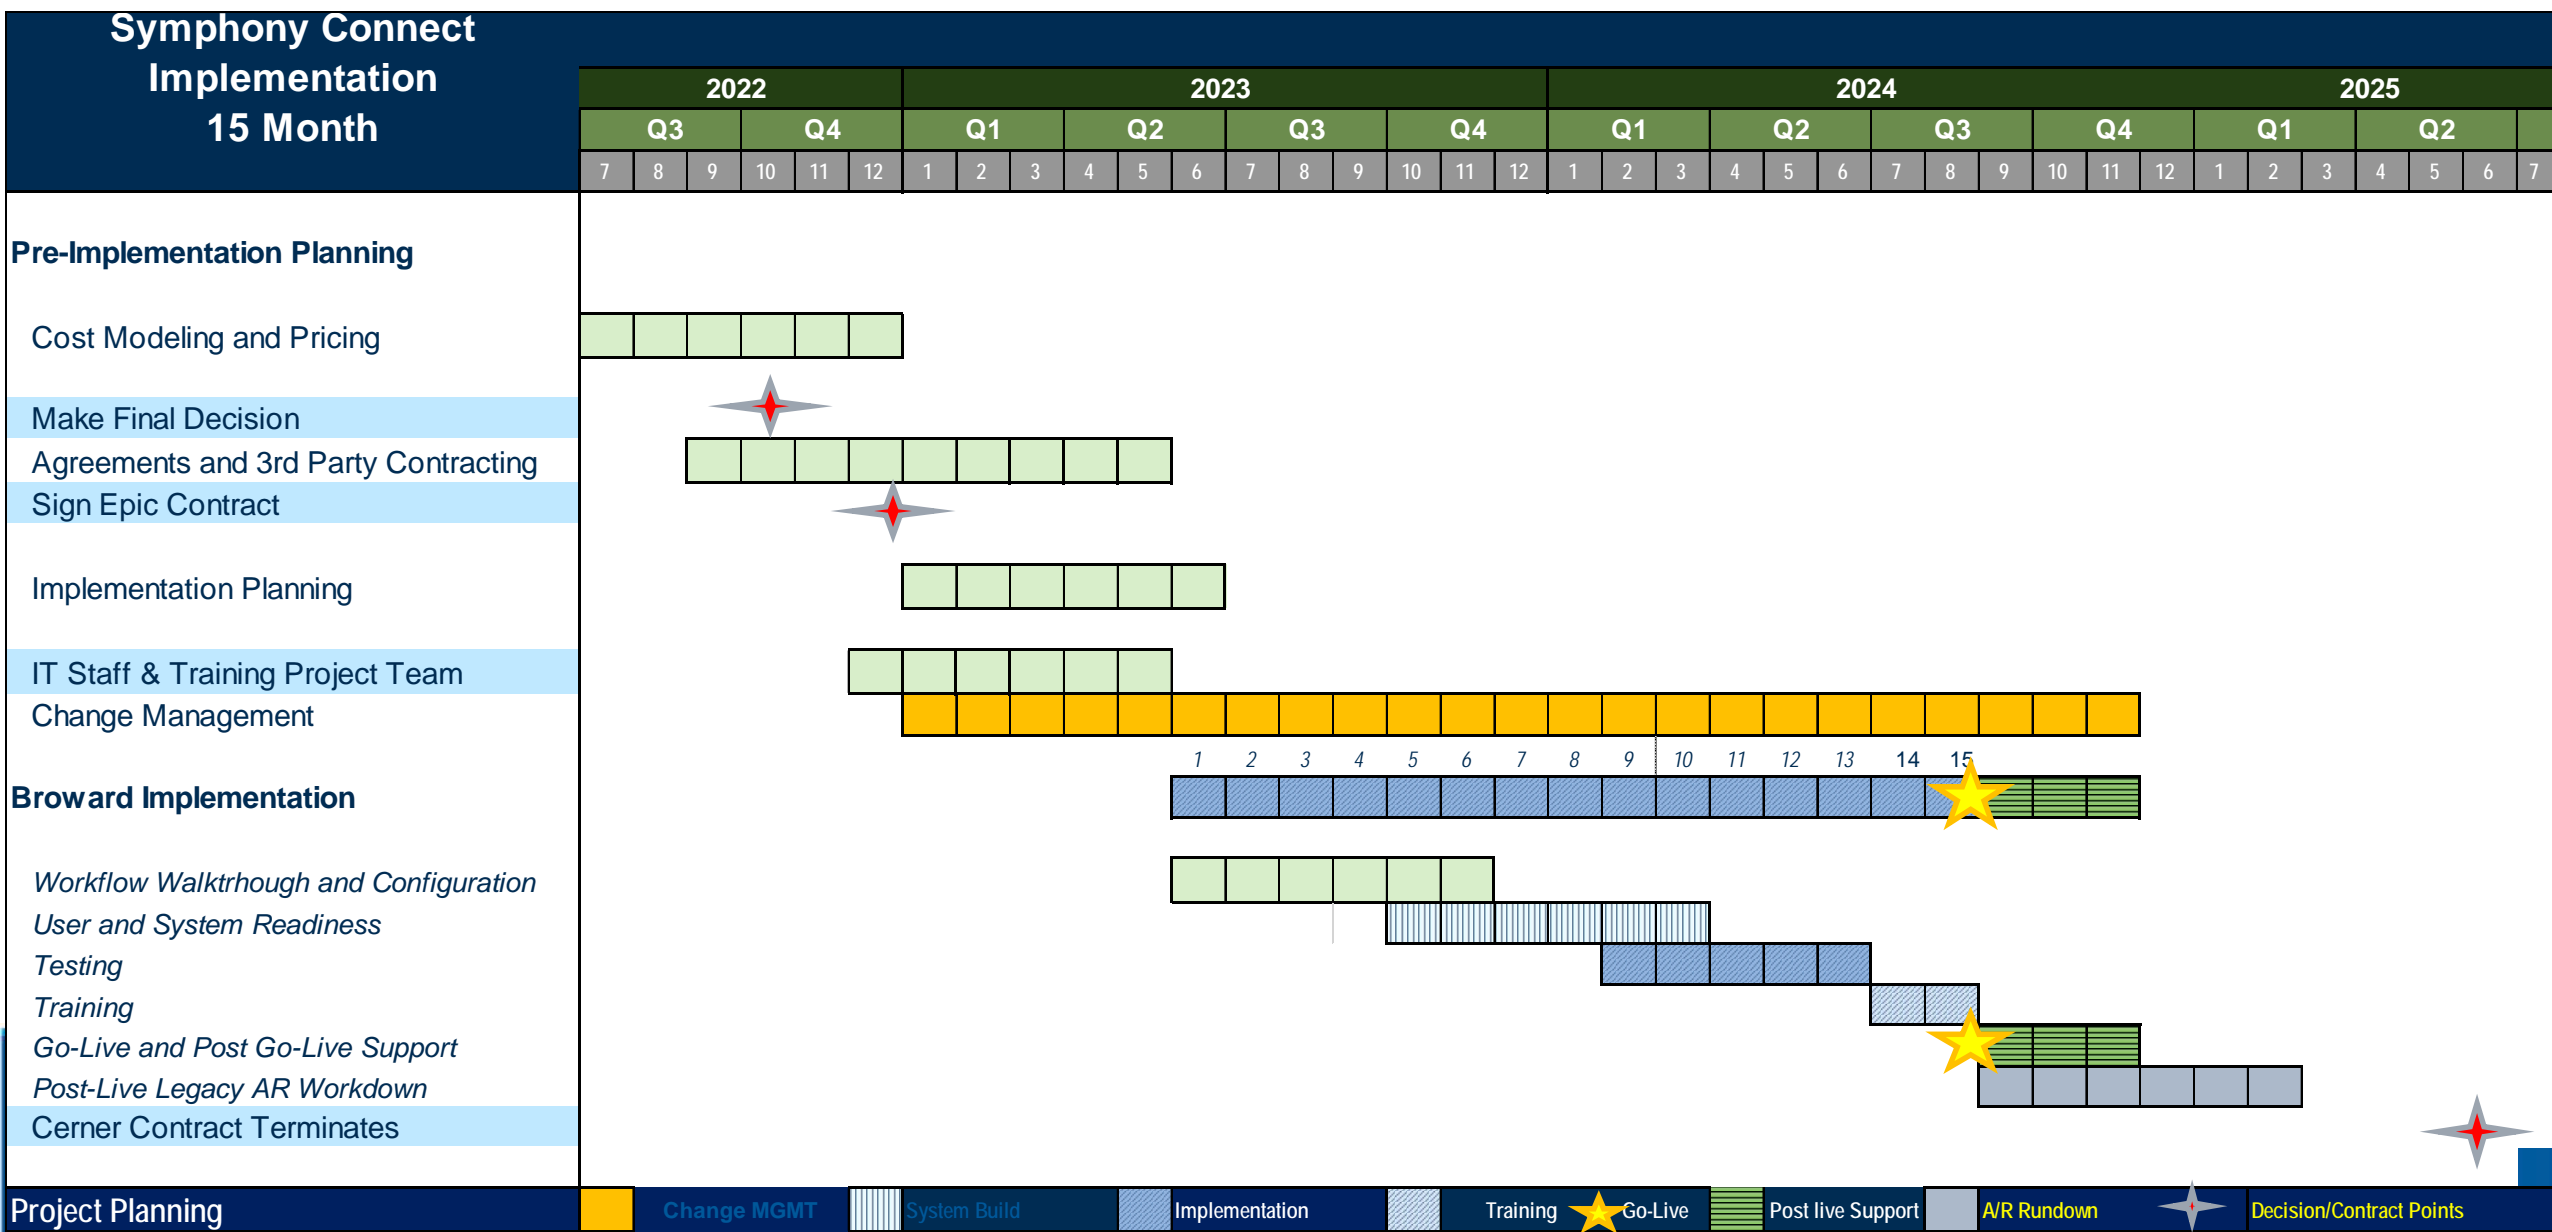 Symphony Connect
Implementation
15 Month
2022 2023 2024 2025
Q3 Q4 Q1 Q2 Q3 Q4 Q1 Q2 Q3 Q4 Q1 Q2
7 8 9 10 11 12 1 2 3 4 5 6 7 8 9 10 11 12 1 2 3 4 5 6 7 8 9 10 11 12 1 2 3 4 5 6 7
Pre-Implementation Planning
Cost Modeling and Pricing
Make Final Decision
Agreements and 3rd Party Contracting
Sign Epic Contract
Implementation Planning
IT Staff & Training Project Team
Change Management
1 2 3 4 5 6 7 8 9 10 11 12 13 14 15
Broward Implementation
Workflow Walktrhough and Configuration
User and System Readiness
Testing
Training
Go-Live and Post Go-Live Support
Post-Live Legacy AR Workdown
Cerner Contract Terminates
Project Planning Change MGMT System Build Implementation Training Go-Live Post live Support A/R Rundown Decision/Contract Points